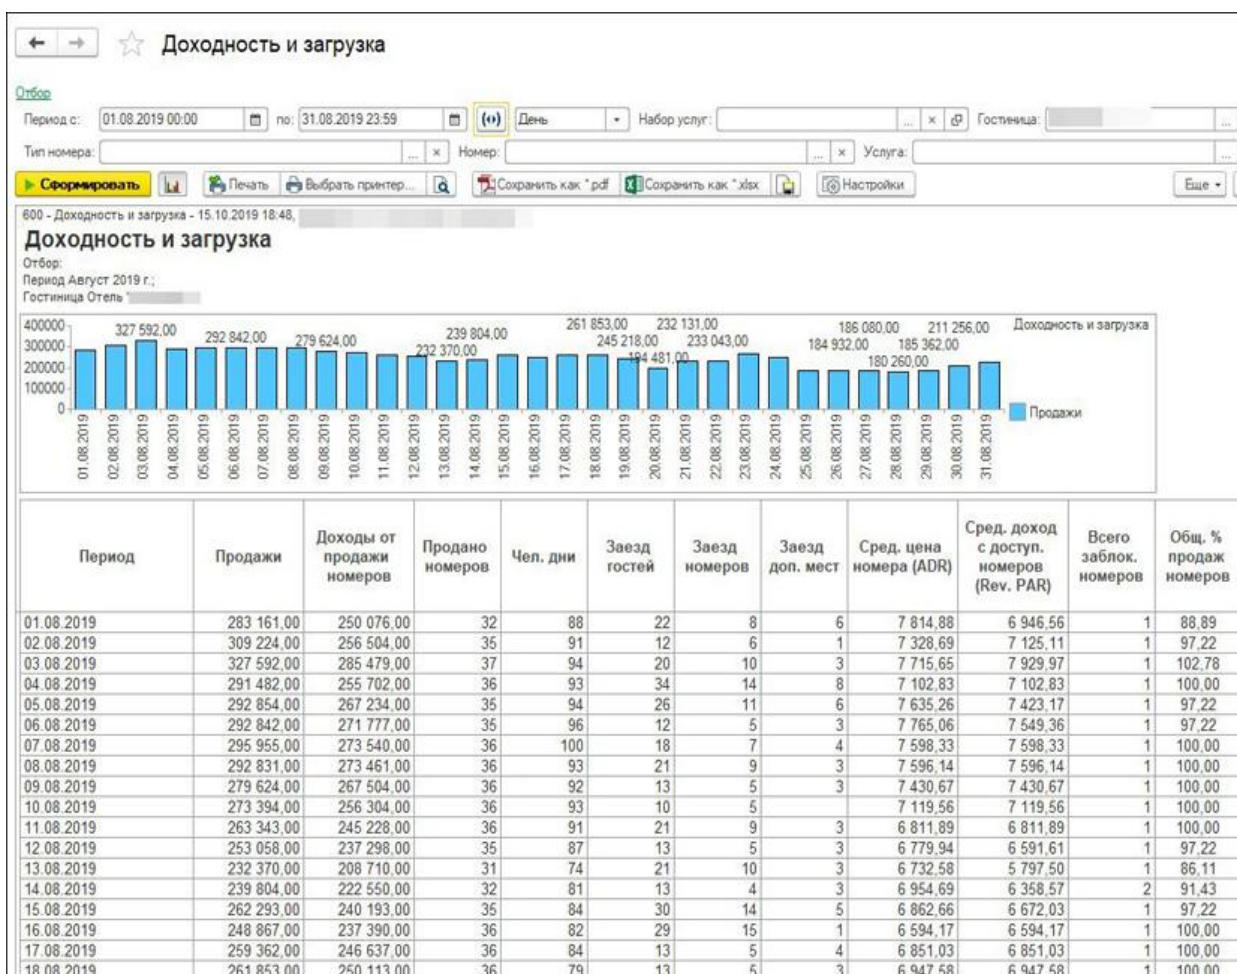 Доходность и загрузка
Отбор
Период с: 01.08.2019 00:00 по: 31.08.2019 23:59 День Набор услуг: Гостиница:
Тип номера: Номер: Услуга:
Сформировать Печать Выбрать принтер... Сохранить как *.pdf Сохранить как *.xlsx Настройки Еще
600 - Доходность и загрузка - 15.10.2019 18:48,
Доходность и загрузка
Отбор:
Период Август 2019 г.;
Гостиница Отель "
400000
300000
200000
100000
0
327 592,00 292 842,00 279 624,00 232 370,00 239 804,00 261 853,00 245 218,00 194 481,00 232 131,00 233 043,00 184 932,00 186 080,00 180 260,00 185 362,00 211 256,00
Доходность и загрузка
Продажи
01.08.2019 02.08.2019 03.08.2019 04.08.2019 05.08.2019 06.08.2019 07.08.2019 08.08.2019 09.08.2019 10.08.2019 11.08.2019 12.08.2019 13.08.2019 14.08.2019 15.08.2019 16.08.2019 17.08.2019 18.08.2019 19.08.2019 20.08.2019 21.08.2019 22.08.2019 23.08.2019 24.08.2019 25.08.2019 26.08.2019 27.08.2019 28.08.2019 29.08.2019 30.08.2019 31.08.2019
Период Продажи Доходы от продажи номеров Продано номеров Чел. дни Заезд гостей Заезд номеров Заезд доп. мест Сред. цена номера (ADR) Сред. доход с доступ. номеров (Rev. PAR) Всего заблок. номеров Общ. % продаж номеров
01.08.2019 283 161,00 250 076,00 32 88 22 8 6 7 814,88 6 946,56 1 88,89
02.08.2019 309 224,00 256 504,00 35 91 12 6 1 7 328,69 7 125,11 1 97,22
03.08.2019 327 592,00 285 479,00 37 94 20 10 3 7 715,65 7 929,97 1 102,78
04.08.2019 291 482,00 255 702,00 36 93 34 14 8 7 102,83 7 102,83 1 100,00
05.08.2019 292 854,00 267 234,00 35 94 26 11 6 7 635,26 7 423,17 1 97,22
06.08.2019 292 842,00 271 777,00 35 96 12 5 3 7 765,06 7 549,36 1 97,22
07.08.2019 295 955,00 273 540,00 36 100 18 7 4 7 598,33 7 598,33 1 100,00
08.08.2019 292 831,00 273 461,00 36 93 21 9 3 7 596,14 7 596,14 1 100,00
09.08.2019 279 624,00 267 504,00 36 92 13 5 3 7 430,67 7 430,67 1 100,00
10.08.2019 273 394,00 256 304,00 36 93 10 5 7 119,56 7 119,56 1 100,00
11.08.2019 263 343,00 245 228,00 36 91 21 9 3 6 811,89 6 811,89 1 100,00
12.08.2019 253 058,00 237 298,00 35 87 13 5 3 6 779,94 6 591,61 1 97,22
13.08.2019 232 370,00 208 710,00 31 74 21 10 3 6 732,58 5 797,50 1 86,11
14.08.2019 239 804,00 222 550,00 32 81 13 4 3 6 954,69 6 358,57 2 91,43
15.08.2019 262 293,00 240 193,00 35 84 30 14 5 6 862,66 6 672,03 1 97,22
16.08.2019 248 867,00 237 390,00 36 82 29 15 1 6 594,17 6 594,17 1 100,00
17.08.2019 259 362,00 246 637,00 36 84 13 5 4 6 851,03 6 851,03 1 100,00
18.08.2019 261 853,00 250 113,00 36 79 13 5 3 6 947,58 6 947,58 1 100,00